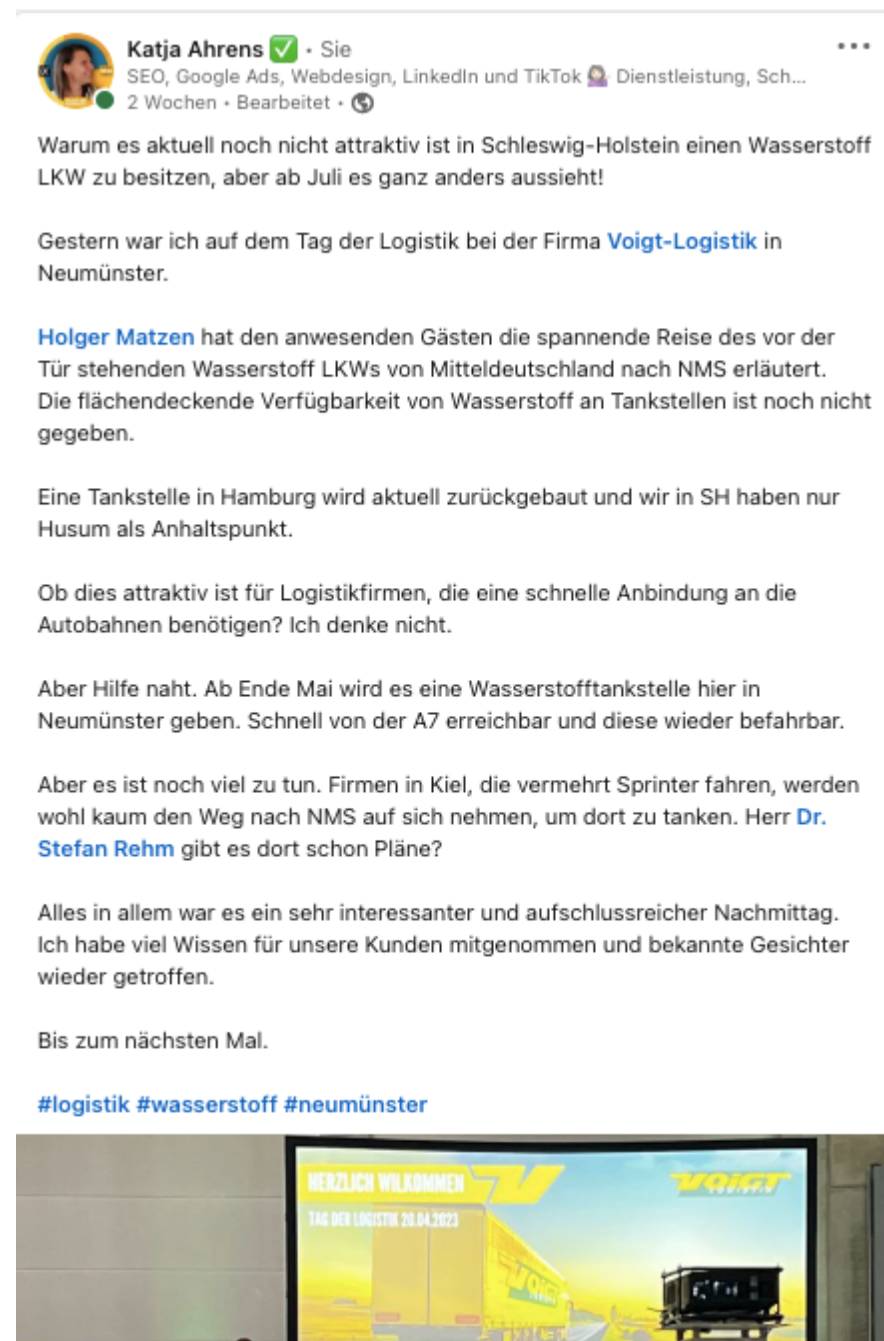 Katja Ahrens ✅ • Sie
SEO, Google Ads, Webdesign, LinkedIn und TikTok 🙋🏻‍♀️ Dienstleistung, Sch...
2 Wochen • Bearbeitet •
Warum es aktuell noch nicht attraktiv ist in Schleswig-Holstein einen Wasserstoff
LKW zu besitzen, aber ab Juli es ganz anders aussieht!
Gestern war ich auf dem Tag der Logistik bei der Firma Voigt-Logistik in
Neumünster.
Holger Matzen hat den anwesenden Gästen die spannende Reise des vor der
Tür stehenden Wasserstoff LKWs von Mitteldeutschland nach NMS erläutert.
Die flächendeckende Verfügbarkeit von Wasserstoff an Tankstellen ist noch nicht
gegeben.
Eine Tankstelle in Hamburg wird aktuell zurückgebaut und wir in SH haben nur
Husum als Anhaltspunkt.
Ob dies attraktiv ist für Logistikfirmen, die eine schnelle Anbindung an die
Autobahnen benötigen? Ich denke nicht.
Aber Hilfe naht. Ab Ende Mai wird es eine Wasserstofftankstelle hier in
Neumünster geben. Schnell von der A7 erreichbar und diese wieder befahrbar.
Aber es ist noch viel zu tun. Firmen in Kiel, die vermehrt Sprinter fahren, werden
wohl kaum den Weg nach NMS auf sich nehmen, um dort zu tanken. Herr Dr.
Stefan Rehm gibt es dort schon Pläne?
Alles in allem war es ein sehr interessanter und aufschlussreicher Nachmittag.
Ich habe viel Wissen für unsere Kunden mitgenommen und bekannte Gesichter
wieder getroffen.
Bis zum nächsten Mal.
#logistik #wasserstoff #neumünster
HERZLICH WILKOMMEN
VOIGT
LOGISTIK
TAG DER LOGISTIK 20.04.2023
VOIGT